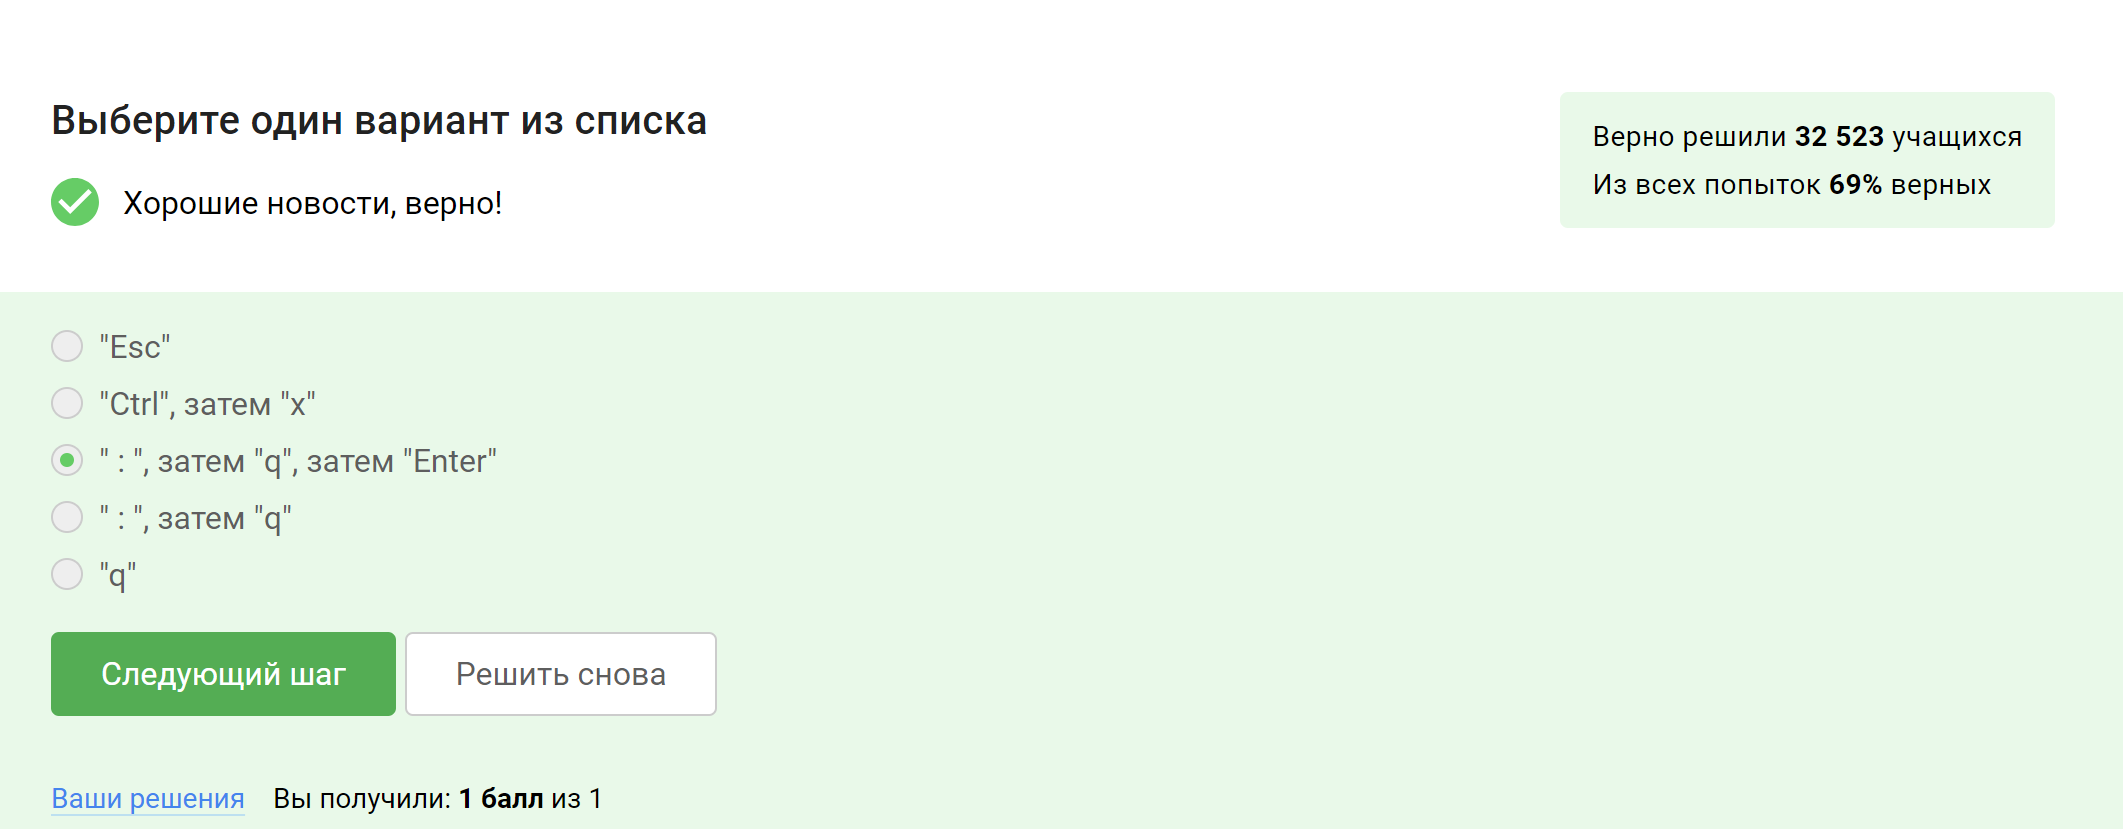 Выберите один вариант из списка
Верно решили 32 523 учащихся
Из всех попыток 69% верных
Хорошие новости, верно!
"Esc"
"Ctrl", затем "x"
" : ", затем "q", затем "Enter"
" : ", затем "q"
"q"
Следующий шаг
Решить снова
Ваши решения Вы получили: 1 балл из 1